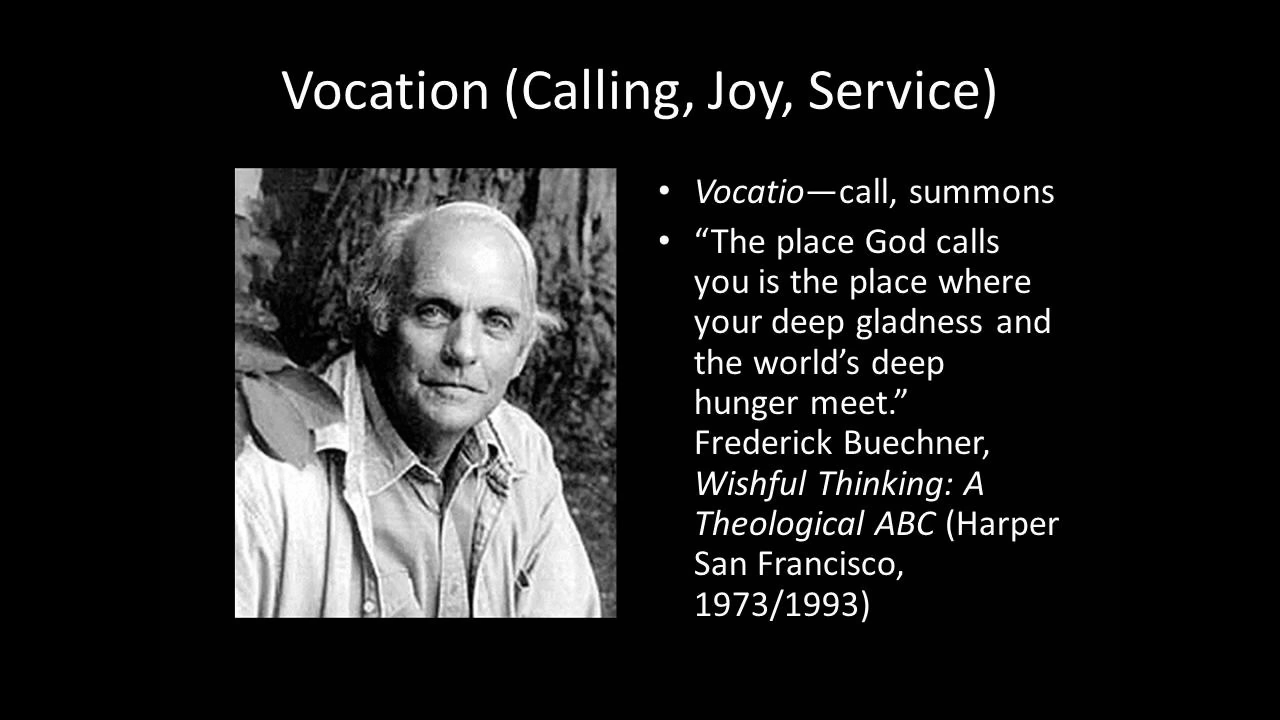 Vocation (Calling, Joy, Service)
• Vocatio—call, summons
• “The place God calls
you is the place where
your deep gladness and
the world’s deep
hunger meet.”
Frederick Buechner,
Wishful Thinking: A
Theological ABC (Harper
San Francisco,
1973/1993)